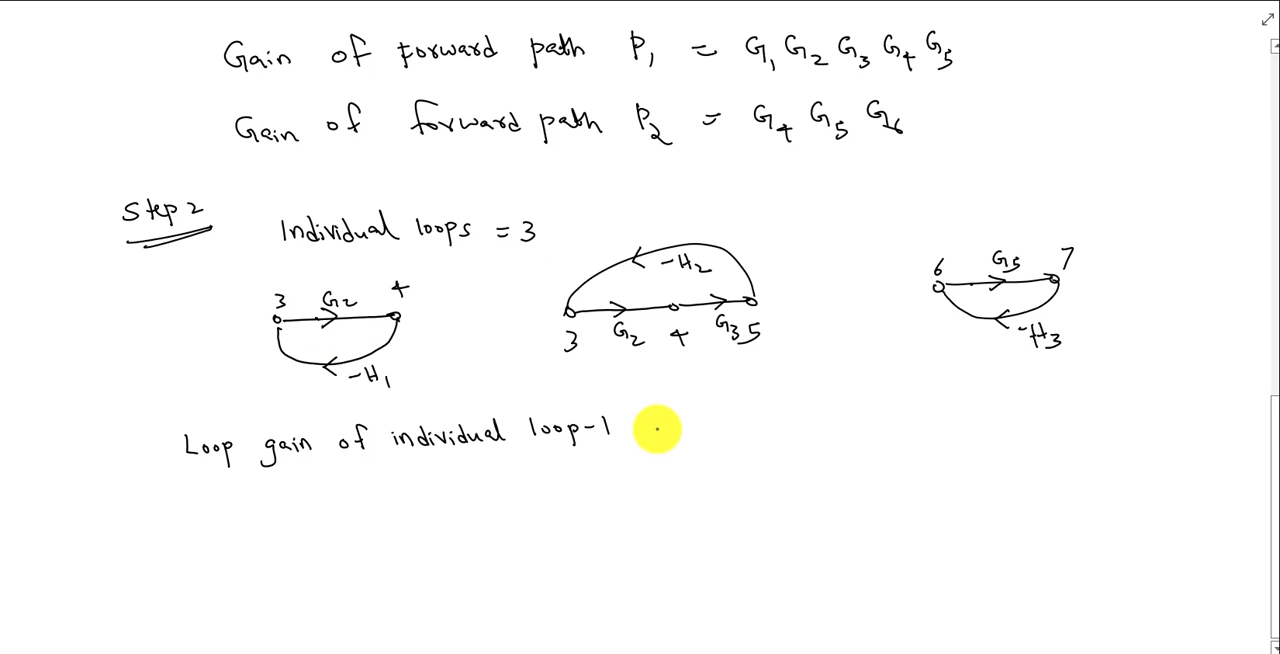 Gain of forward path P₁ = G₁ G₂ G₃ G₄ G₅
Gain of forward path P₂ = G₄ G₅ G₆
Step 2
Individual loops = 3
3 G₂ 4
-H₁
-H₂
3 G₂ 4 G₃ 5
6 G₅ 7
-H₃
Loop gain of individual loop-1